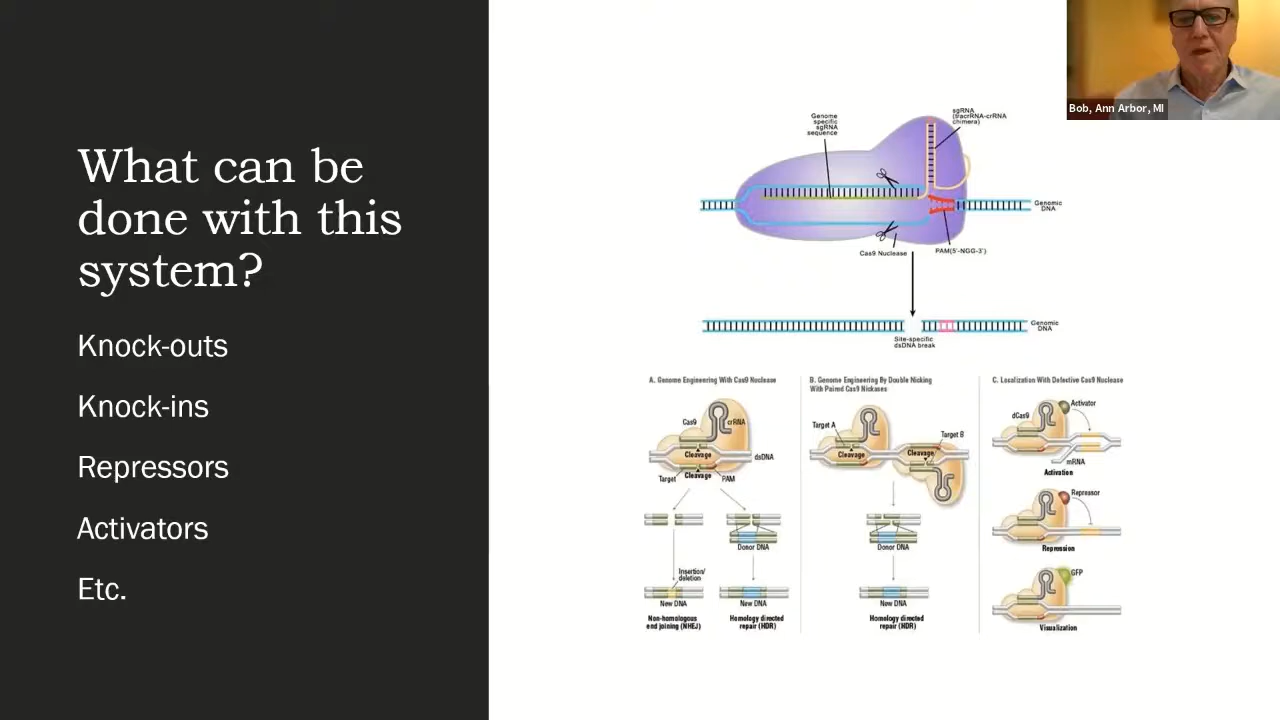 What can be
done with this
system?
Knock-outs
Knock-ins
Repressors
Activators
Etc.
Bob, Ann Arbor, MI
Genome
specific
sgRNA
sequence
sgRNA
(tracrRNA-crRNA
chimera)
Genomic
DNA
Cas9 Nuclease
PAM(5'-NGG-3')
Genomic
DNA
Site-specific
dsDNA break
A. Genome Engineering With Cas9 Nuclease
Cas9
crRNA
Cleavage
dsDNA
Cleavage
Target
PAM
Donor DNA
Insertion/
deletion
New DNA
New DNA
Non-homologous
end joining (NHEJ)
Homology directed
repair (HDR)
B. Genome Engineering By Double Nicking
With Paired Cas9 Nickases
Target A
Target B
Cleavage
Cleavage
Donor DNA
New DNA
Homology directed
repair (HDR)
C. Localization With Defective Cas9 Nuclease
dCas9
Activator
mRNA
Activation
Repressor
Repression
GFP
Visualization